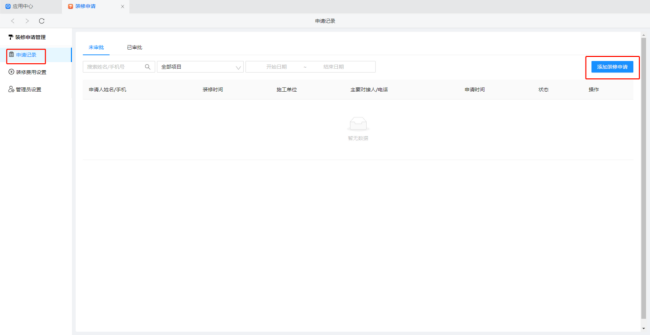 应用中心
装修申请
申请记录
装修申请管理
申请记录
装修费用设置
管理员设置
未审批
已审批
搜索姓名/手机号
全部项目
开始日期
~
结束日期
添加装修申请
申请人姓名/手机
装修时间
施工单位
主要对接人/电话
申请时间
状态
操作
暂无数据